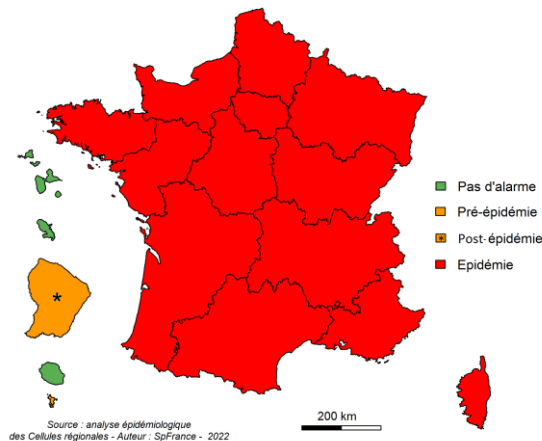 Pas d'alarme
Pré-épidémie
Post-épidémie
Epidémie
*
200 km
Source : analyse épidémiologique
des Cellules régionales - Auteur : SpFrance - 2022